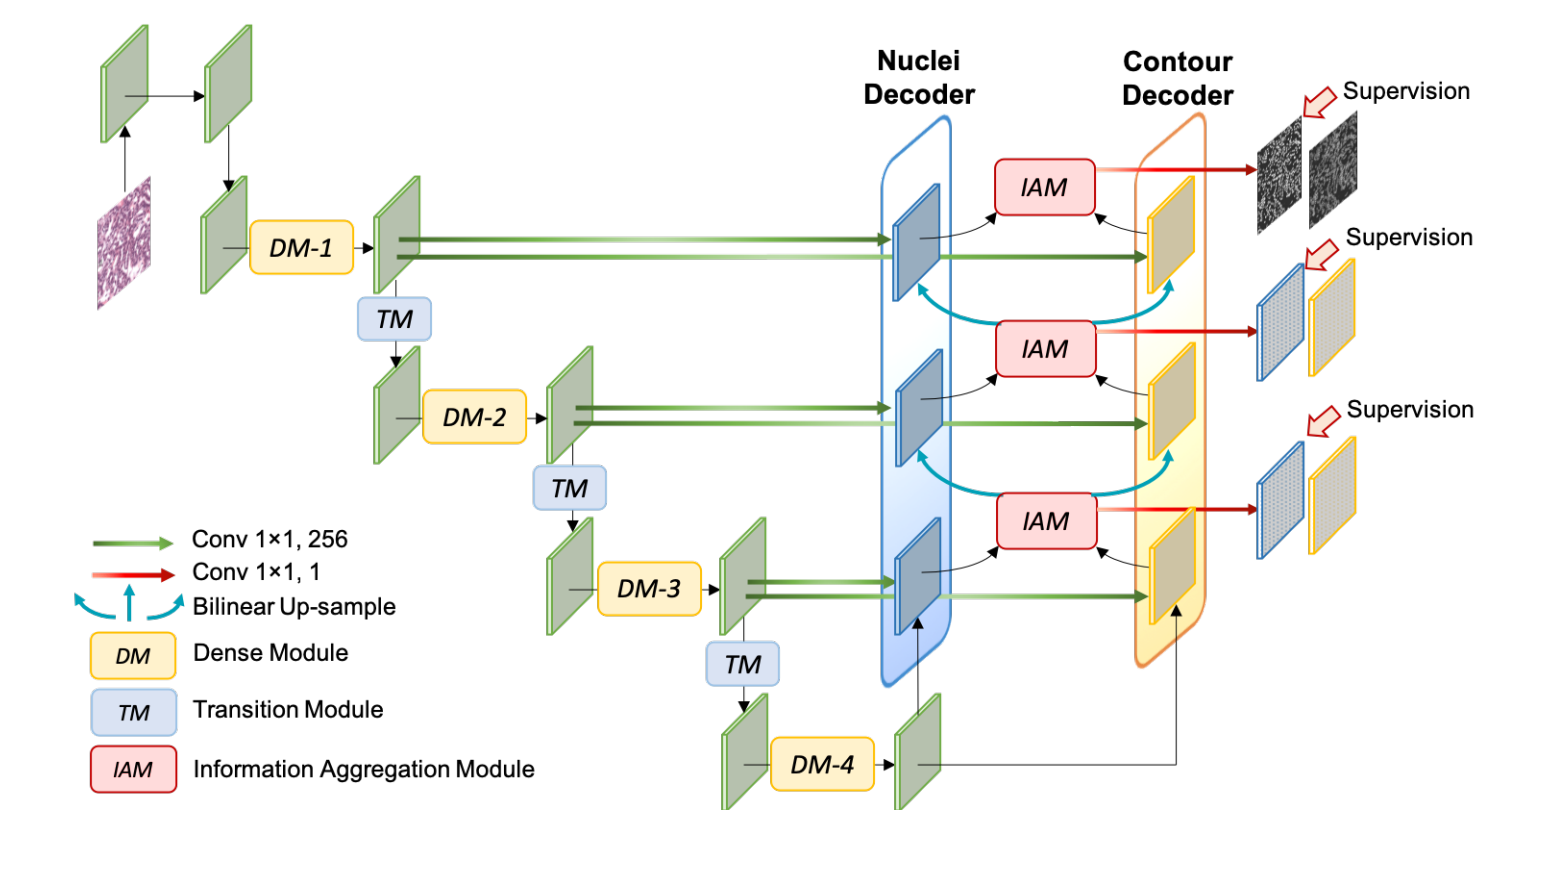 Nuclei
Decoder
Contour
Decoder
Supervision
IAM
DM-1
Supervision
TM
IAM
DM-2
Supervision
TM
IAM
Conv 1×1, 256
Conv 1×1, 1
DM-3
Bilinear Up-sample
DM Dense Module
TM
TM Transition Module
IAM Information Aggregation Module
DM-4